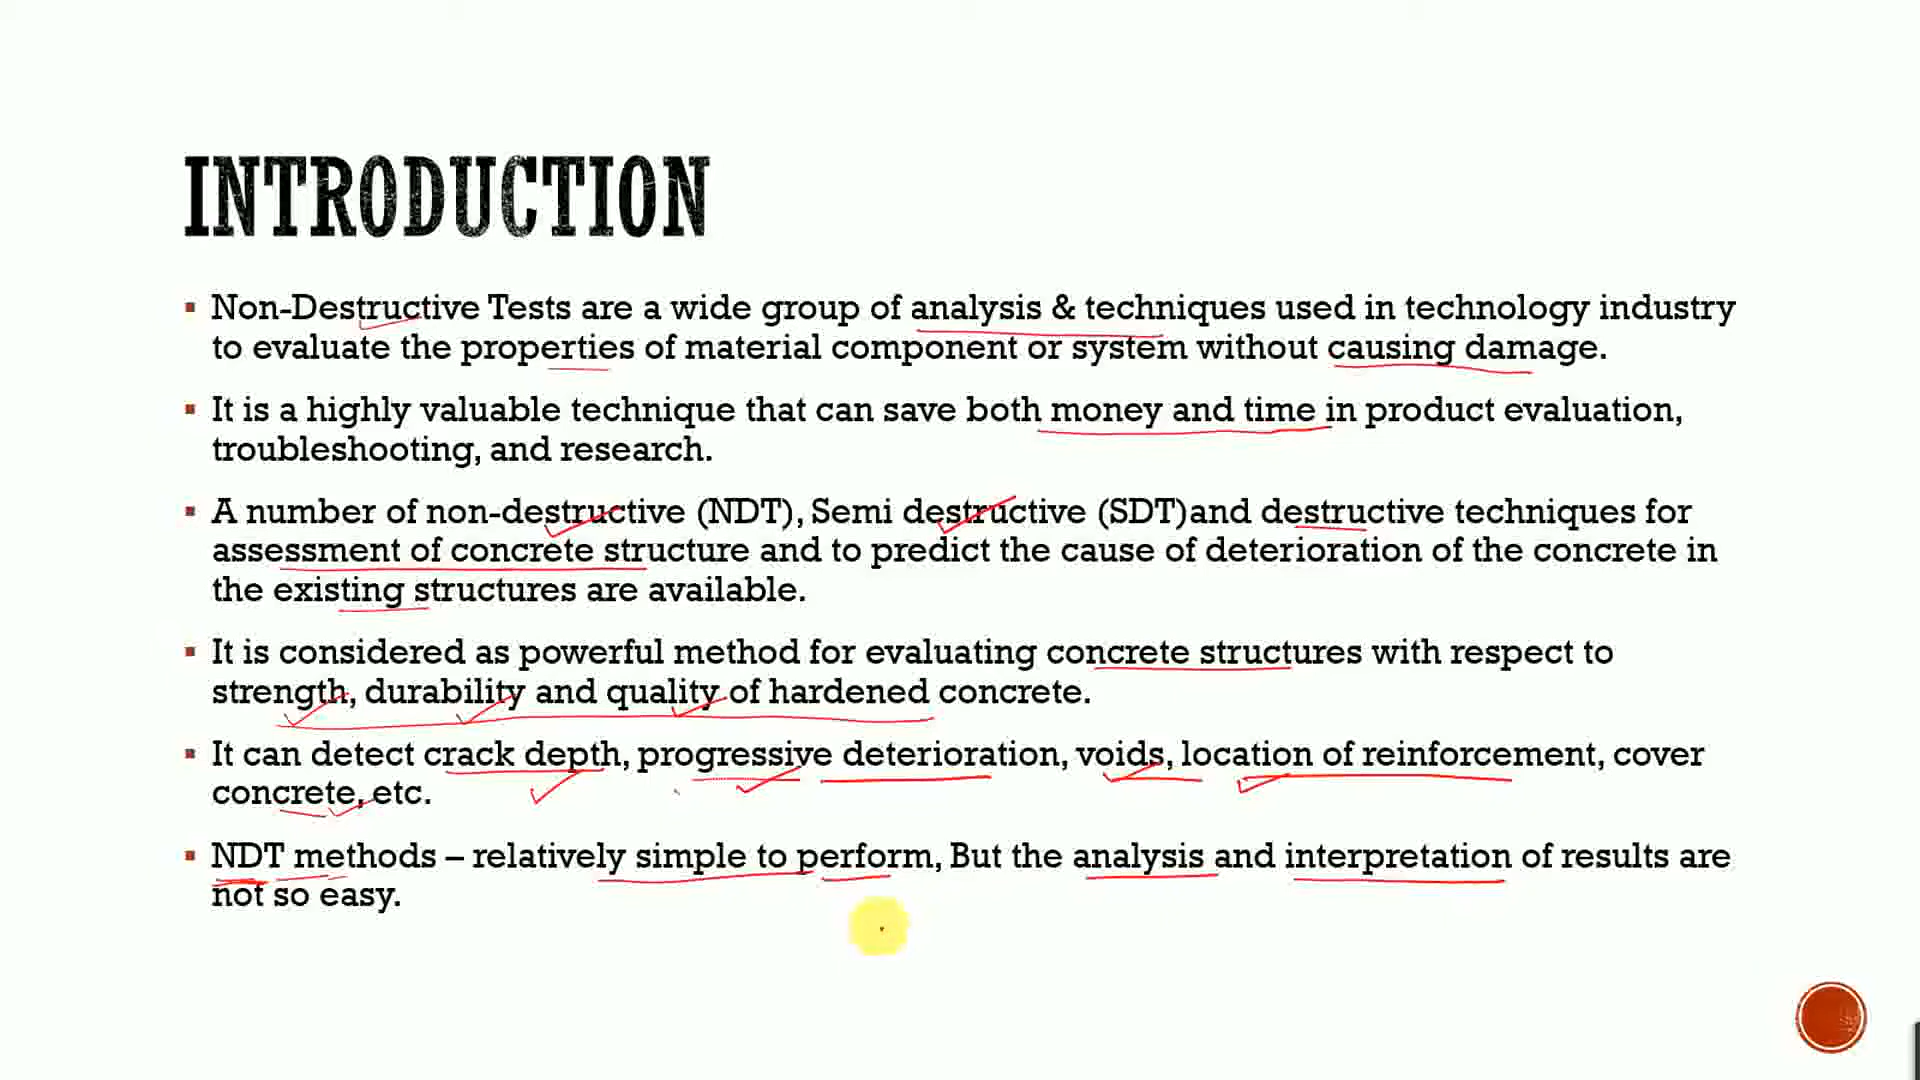 INTRODUCTION
▪ Non-Destructive Tests are a wide group of analysis & techniques used in technology industry
to evaluate the properties of material component or system without causing damage.
▪ It is a highly valuable technique that can save both money and time in product evaluation,
troubleshooting, and research.
▪ A number of non-destructive (NDT), Semi destructive (SDT)and destructive techniques for
assessment of concrete structure and to predict the cause of deterioration of the concrete in
the existing structures are available.
▪ It is considered as powerful method for evaluating concrete structures with respect to
strength, durability and quality of hardened concrete.
▪ It can detect crack depth, progressive deterioration, voids, location of reinforcement, cover
concrete, etc.
▪ NDT methods – relatively simple to perform, But the analysis and interpretation of results are
not so easy.